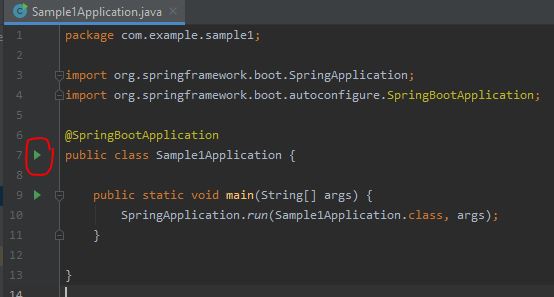 Sample1Application.java
1 package com.example.sample1;
2
3 import org.springframework.boot.SpringApplication;
4 import org.springframework.boot.autoconfigure.SpringBootApplication;
5
6 @SpringBootApplication
7 public class Sample1Application {
8
9 public static void main(String[] args) {
10 SpringApplication.run(Sample1Application.class, args);
11 }
12
13 }
14